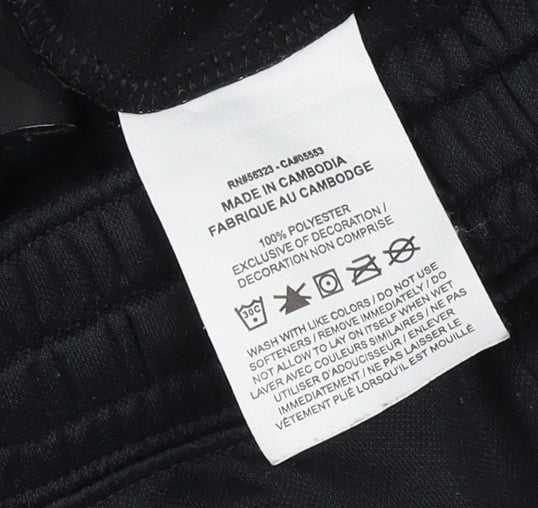 RN#56323 - CA#05553
MADE IN CAMBODIA
FABRIQUE AU CAMBODGE
100% POLYESTER
EXCLUSIVE OF DECORATION /
DECORATION NON COMPRISE
30C
WASH WITH LIKE COLORS / DO NOT USE
SOFTENERS / REMOVE IMMEDIATELY / DO
NOT ALLOW TO LAY ON ITSELF WHEN WET
LAVER AVEC COULEURS SIMILAIRES / NE PAS
UTILISER D'ADOUCISSEUR / ENLEVER
IMMEDIATEMENT / NE PAS LAISSER LE
VÊTEMENT PLIÉ LORSQU'IL EST MOUILLÉ